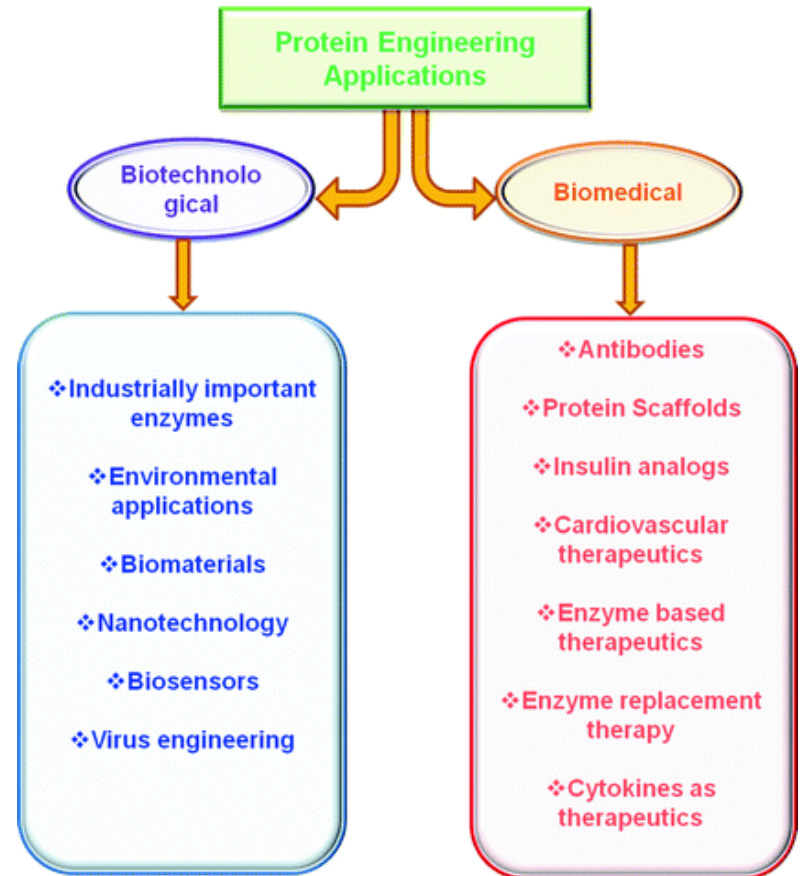 Protein Engineering
Applications
Biotechnolo
gical
Biomedical
❖Industrially important
enzymes
❖Environmental
applications
❖Biomaterials
❖Nanotechnology
❖Biosensors
❖Virus engineering
❖Antibodies
❖Protein Scaffolds
❖Insulin analogs
❖Cardiovascular
therapeutics
❖Enzyme based
therapeutics
❖Enzyme replacement
therapy
❖Cytokines as
therapeutics